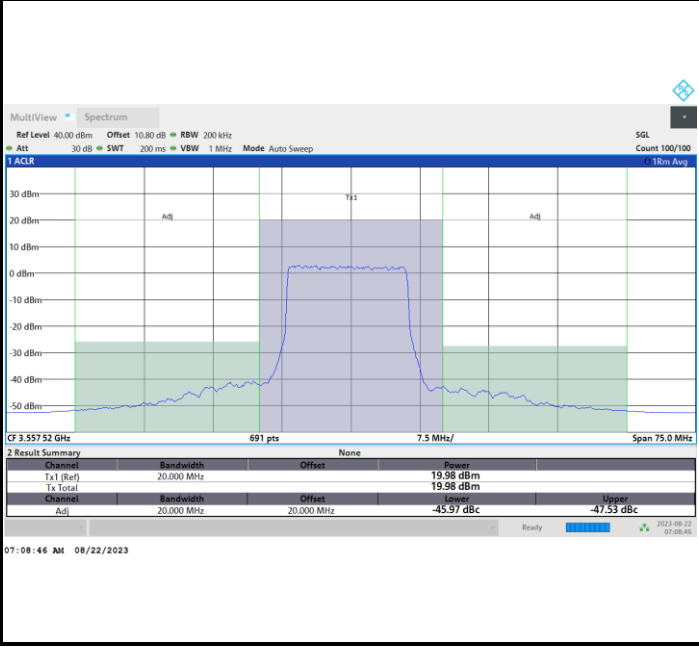 MultiView Spectrum
Ref Level 40.00 dBm Offset 10.80 dB RBW 200 kHz SGL
Att 30 dB SWT 200 ms VBW 1 MHz Mode Auto Sweep Count 100/100
1 ACLR 1Rm Avg
30 dBm
Tx1
20 dBm Adj Adj
10 dBm
0 dBm
-10 dBm
-20 dBm
-30 dBm
-40 dBm
-50 dBm
CF 3.557 52 GHz 691 pts 7.5 MHz/ Span 75.0 MHz
2 Result Summary None
Channel Bandwidth Offset Power
Tx1 (Ref) 20.000 MHz 19.98 dBm
Tx Total 19.98 dBm
Channel Bandwidth Offset Lower Upper
Adj 20.000 MHz 20.000 MHz -45.97 dBc -47.53 dBc
Ready 2023-08-22
07:08:46
07:08:46 AM 08/22/2023